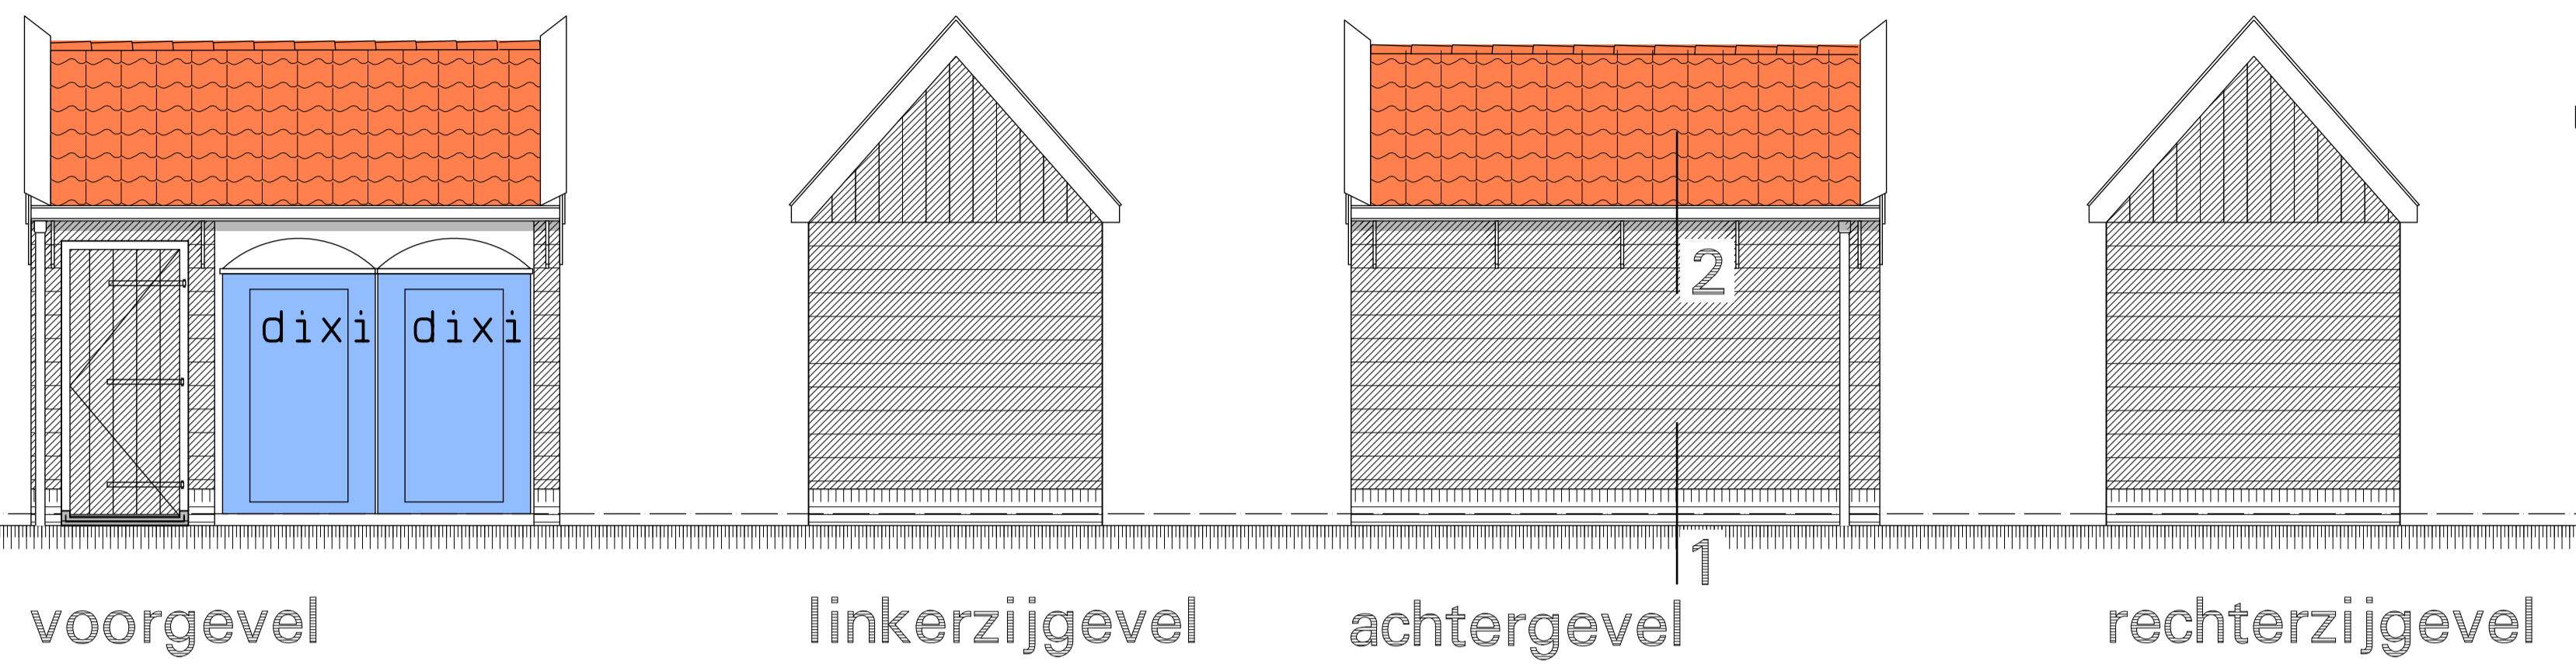 dixi dixi
2
1
voorgevel
linkerzijgevel
achtergevel
rechterzijgevel